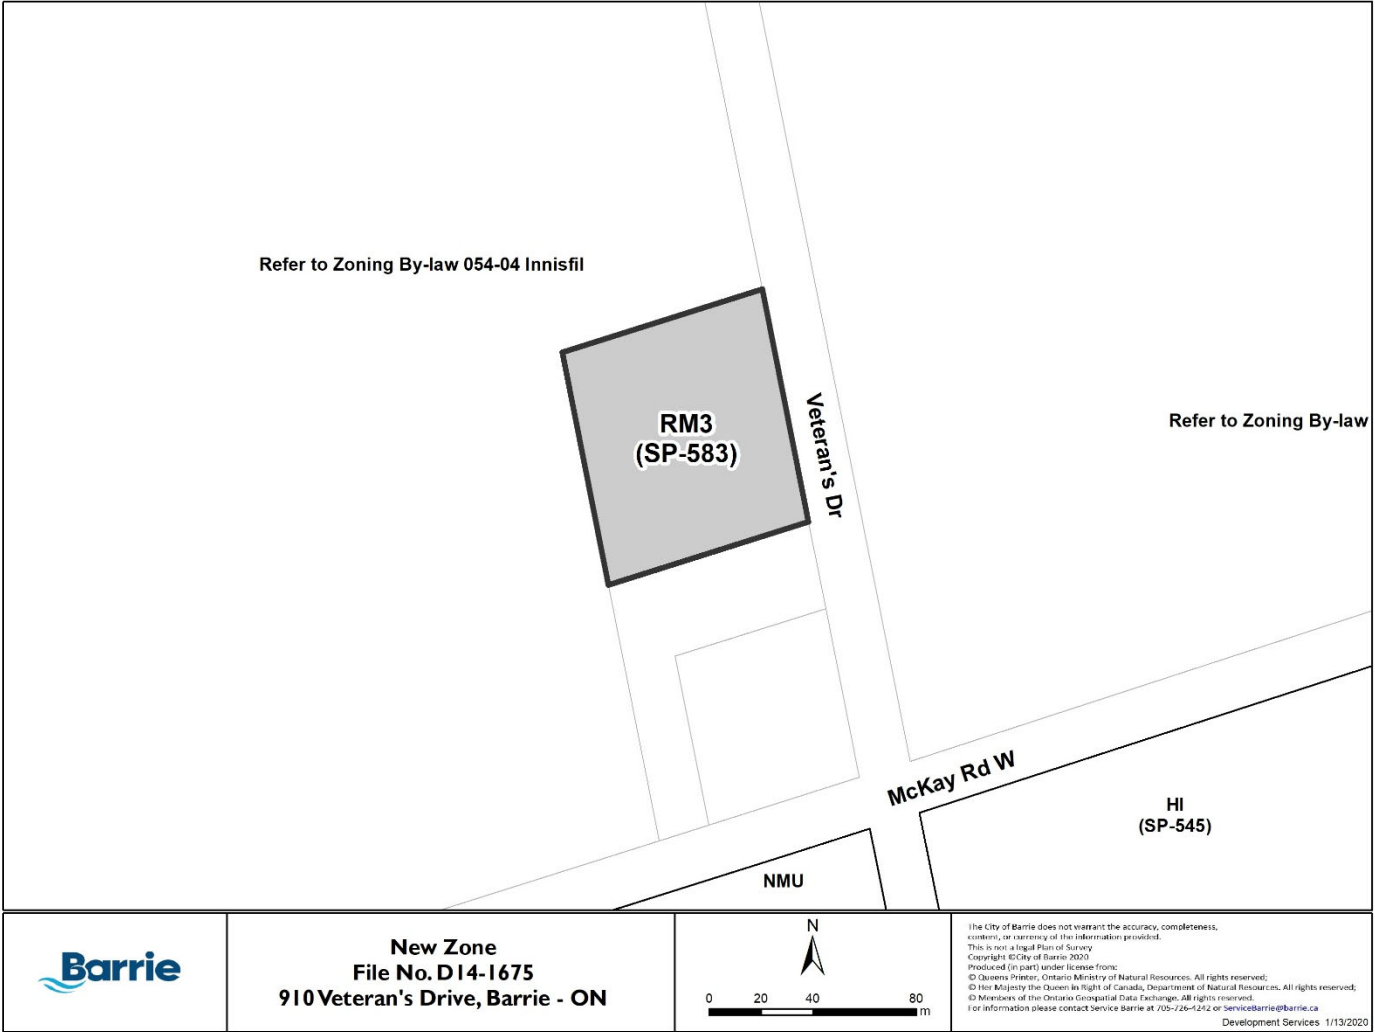 Refer to Zoning By-law 054-04 Innisfil
RM3
(SP-583)
Veteran's Dr
Refer to Zoning By-law
McKay Rd W
HI
(SP-545)
NMU
Barrie
New Zone
File No. D14-1675
910 Veteran's Drive, Barrie - ON
N
0 20 40 80
m
The City of Barrie does not warrant the accuracy, completeness,
content, or currency of the information provided.
This is not a legal Plan of Survey
Copyright ©City of Barrie 2020
Produced (in part) under license from:
© Queens Printer, Ontario Ministry of Natural Resources. All rights reserved;
© Her Majesty the Queen in Right of Canada, Department of Natural Resources. All rights reserved;
© Members of the Ontario Geospatial Data Exchange. All rights reserved.
For information please contact Service Barrie at 705-726-4242 or ServiceBarrie@barrie.ca
Development Services 1/13/2020